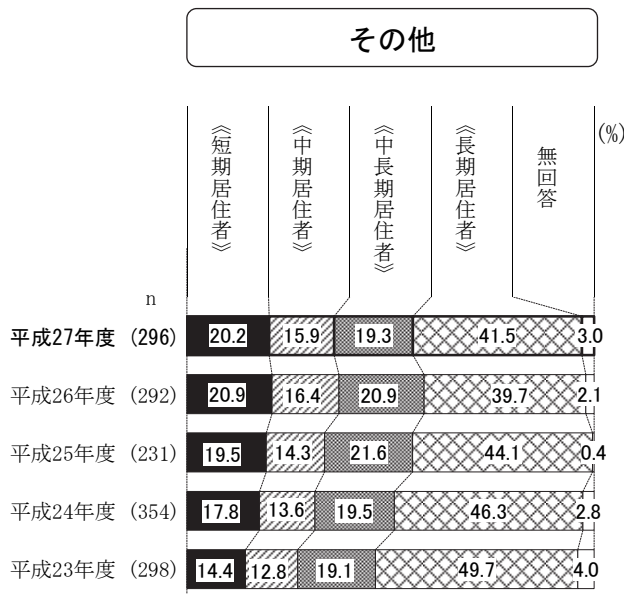 その他
(%)
《短期居住者》
《中期居住者》
《中長期居住者》
《長期居住者》
無回答
n
平成27年度 (296) 20.2 15.9 19.3 41.5 3.0
平成26年度 (292) 20.9 16.4 20.9 39.7 2.1
平成25年度 (231) 19.5 14.3 21.6 44.1 0.4
平成24年度 (354) 17.8 13.6 19.5 46.3 2.8
平成23年度 (298) 14.4 12.8 19.1 49.7 4.0